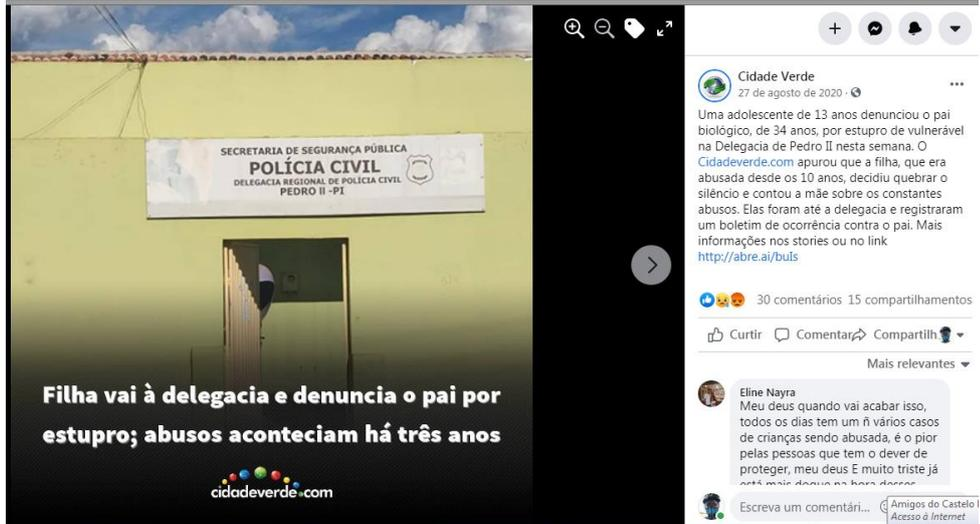 SECRETARIA DE SEGURANÇA PÚBLICA
POLÍCIA CIVIL
DELEGACIA REGIONAL DE POLÍCIA CIVIL
PEDRO II -PI
Filha vai à delegacia e denuncia o pai por
estupro; abusos aconteciam há três anos
cidadeverde.com
Cidade Verde
27 de agosto de 2020 ·
Uma adolescente de 13 anos denunciou o pai
biológico, de 34 anos, por estupro de vulnerável
na Delegacia de Pedro II nesta semana. O
Cidadeverde.com apurou que a filha, que era
abusada desde os 10 anos, decidiu quebrar o
silêncio e contou a mãe sobre os constantes
abusos. Elas foram até a delegacia e registraram
um boletim de ocorrência contra o pai. Mais
informações nos stories ou no link
http://abre.ai/buIs
30 comentários 15 compartilhamentos
Curtir Comentar Compartilh
Mais relevantes
Eline Nayra
Meu deus quando vai acabar isso,
todos os dias tem um ñ vários casos
de crianças sendo abusada, é o pior
pelas pessoas que tem o dever de
proteger, meu deus E muito triste já
está mais doque na hora desses
Escreva um comentári...
Amigos do Castelo
Acesso à Internet